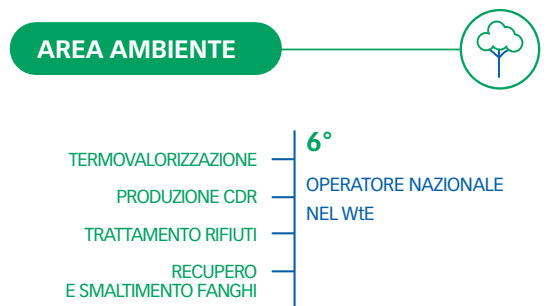 AREA AMBIENTE
TERMOVALORIZZAZIONE
PRODUZIONE CDR
TRATTAMENTO RIFIUTI
RECUPERO
E SMALTIMENTO FANGHI
6°
OPERATORE NAZIONALE
NEL WtE